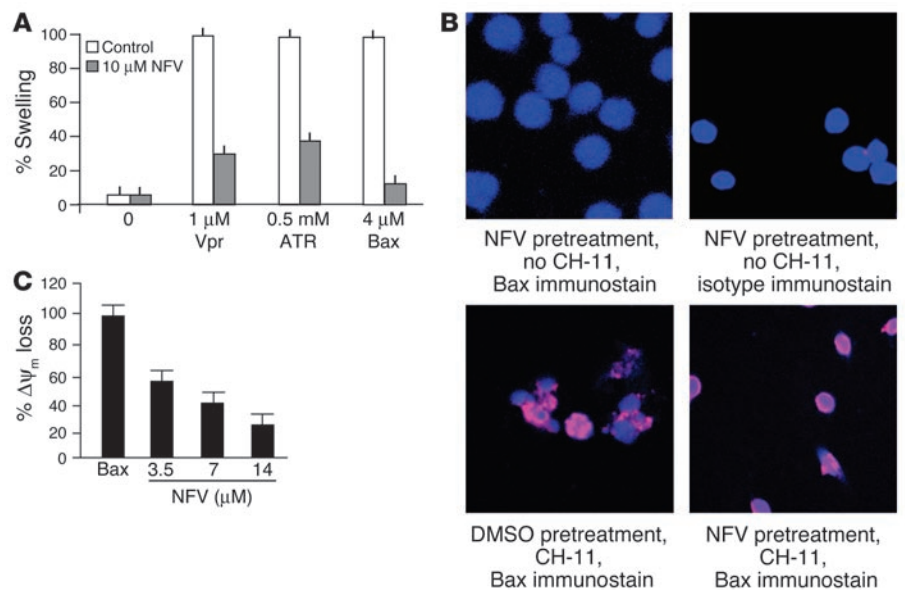 A
% Swelling
100
80
60
40
20
0
Control
10 μM NFV
0
1 μM
Vpr
0.5 mM
ATR
4 μM
Bax
B
NFV pretreatment,
no CH-11,
Bax immunostain
NFV pretreatment,
no CH-11,
isotype immunostain
DMSO pretreatment,
CH-11,
Bax immunostain
NFV pretreatment,
CH-11,
Bax immunostain
C
% ΔΨm loss
120
100
80
60
40
20
0
Bax
3.5
7
14
NFV (μM)